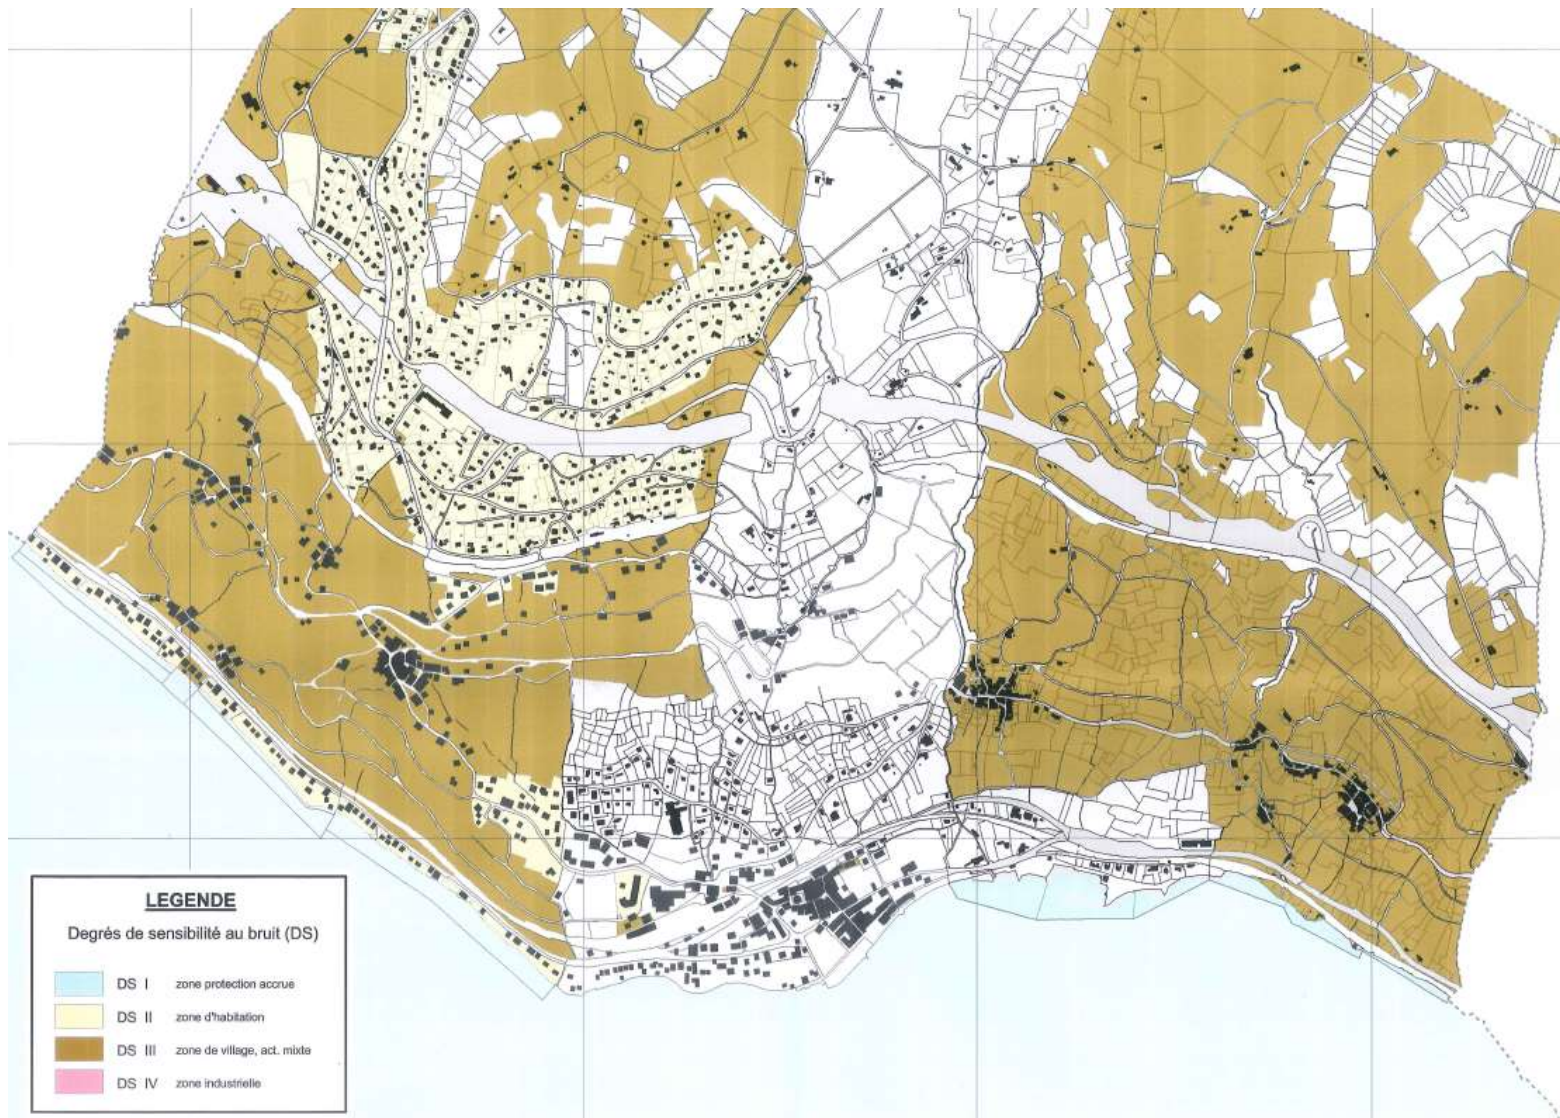 LEGENDE
Degrés de sensibilité au bruit (DS)
DS I zone protection accrue
DS II zone d'habitation
DS III zone de village, act. mixte
DS IV zone industrielle